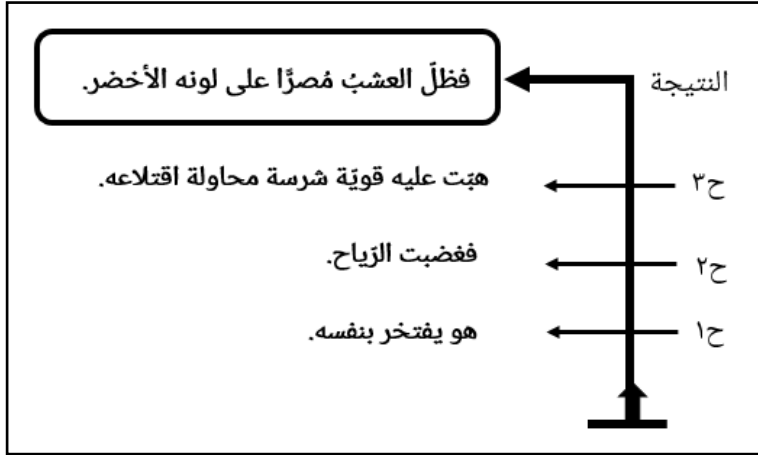 النتيجة
فظلّ العشبُ مُصرًّا على لونه الأخضر.
ح٣
هبّت عليه قويّة شرسة محاولة اقتلاعه.
ح٢
فغضبت الرّياح.
ح١
هو يفتخر بنفسه.